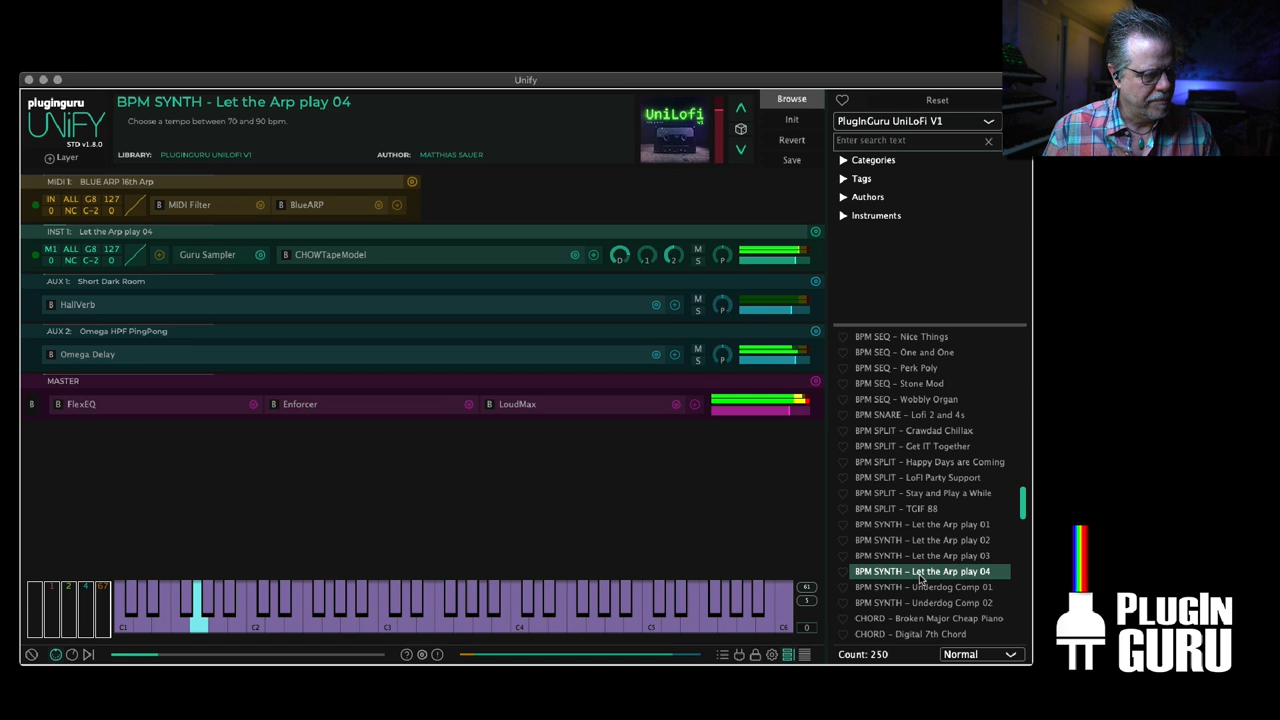 Unify
pluginguru
UNIFY
STD v1.8.0
Layer
BPM SYNTH - Let the Arp play 04
Choose a tempo between 70 and 90 bpm.
LIBRARY: PLUGINGURU UNILOFI V1
AUTHOR: MATTHIAS SAUER
UniLofi
Browse
Init
Revert
Save
Reset
PlugInGuru UniLoFi V1
Enter search text
Categories
Tags
Authors
Instruments
MIDI 1: BLUE ARP 16th Arp
IN ALL G8 127
0 NC C-2 0
B MIDI Filter
B BlueARP
INST 1: Let the Arp play 04
M1 ALL G8 127
0 NC C-2 0
Guru Sampler
B CHOWTapeModel
D 1 2
M
S
P
AUX 1: Short Dark Room
B HallVerb
M
S
P
AUX 2: Omega HPF PingPong
B Omega Delay
M
S
P
MASTER
B
B FlexEQ
B Enforcer
B LoudMax
BPM SEQ - Nice Things
BPM SEQ - One and One
BPM SEQ - Perk Poly
BPM SEQ - Stone Mod
BPM SEQ - Wobbly Organ
BPM SNARE - Lofi 2 and 4s
BPM SPLIT - Crawdad Chillax
BPM SPLIT - Get IT Together
BPM SPLIT - Happy Days are Coming
BPM SPLIT - LoFI Party Support
BPM SPLIT - Stay and Play a While
BPM SPLIT - TGIF 88
BPM SYNTH - Let the Arp play 01
BPM SYNTH - Let the Arp play 02
BPM SYNTH - Let the Arp play 03
BPM SYNTH - Let the Arp play 04
BPM SYNTH - Underdog Comp 01
BPM SYNTH - Underdog Comp 02
CHORD - Broken Major Cheap Piano
CHORD - Digital 7th Chord
1 2 4 67
C1 C2 C3 C4 C5 C6
61
5
0
Count: 250
Normal
PLUGIN
GURU